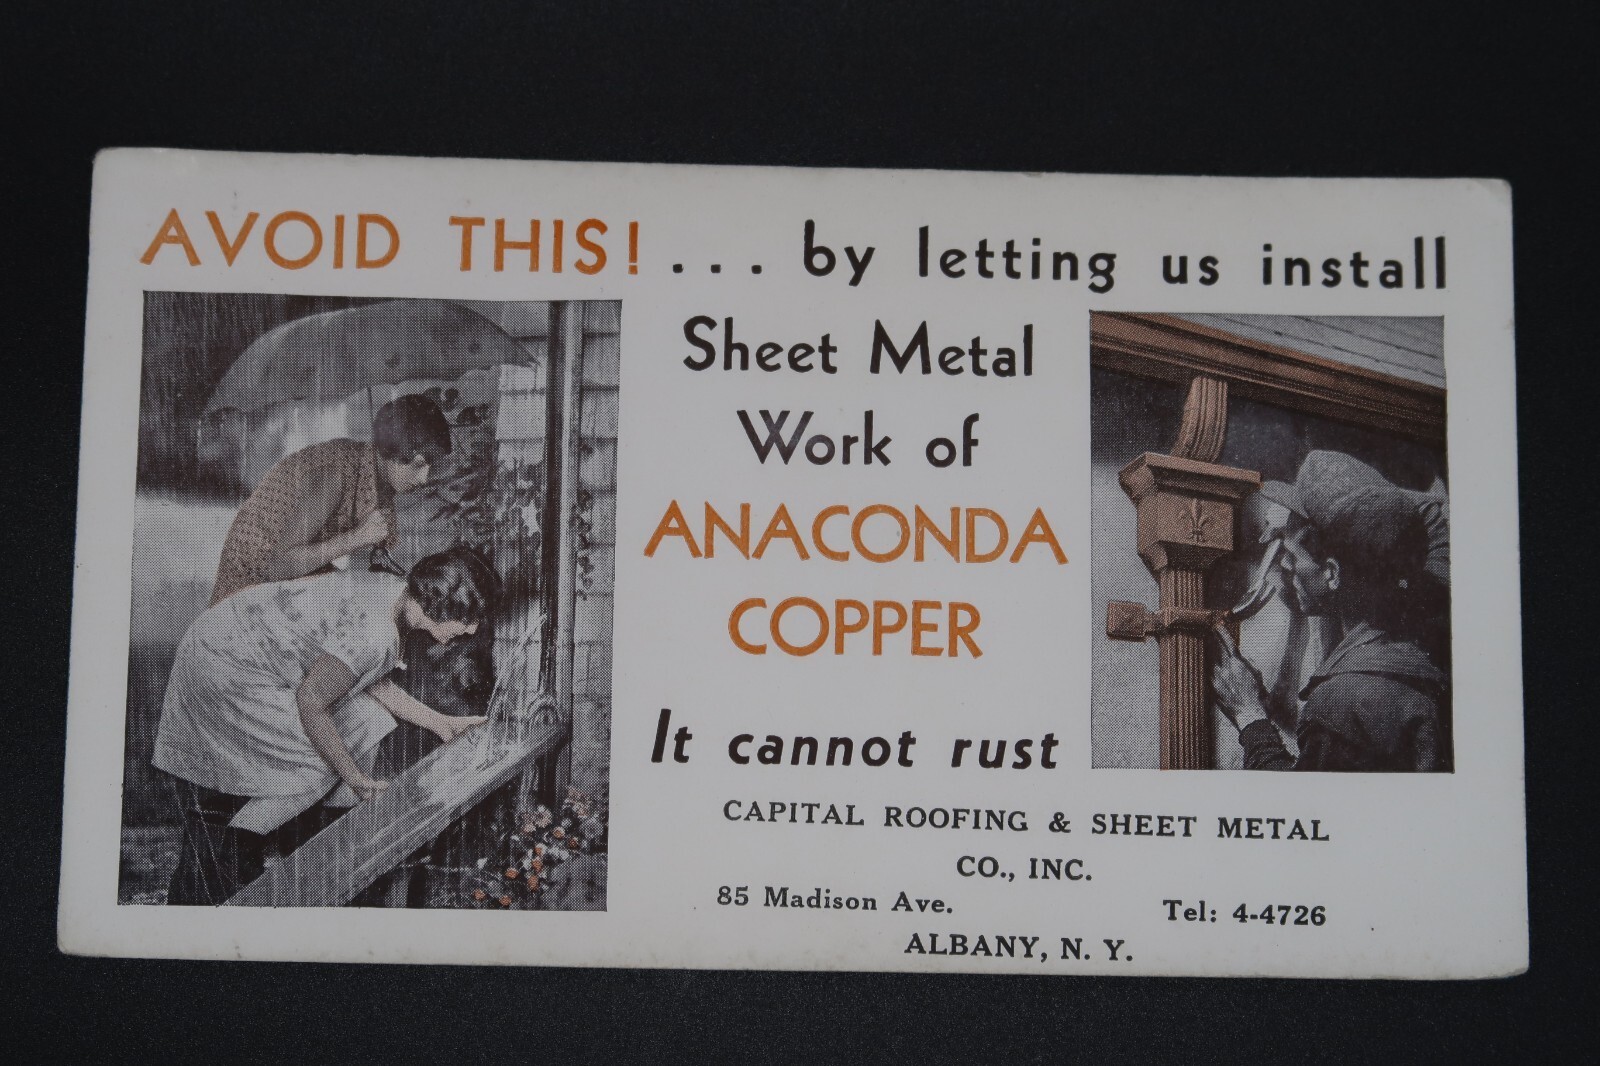 AVOID THIS! . . . by letting us install
Sheet Metal
Work of
ANACONDA
COPPER
It cannot rust
CAPITAL ROOFING & SHEET METAL
CO., INC.
85 Madison Ave. Tel: 4-4726
ALBANY, N. Y.